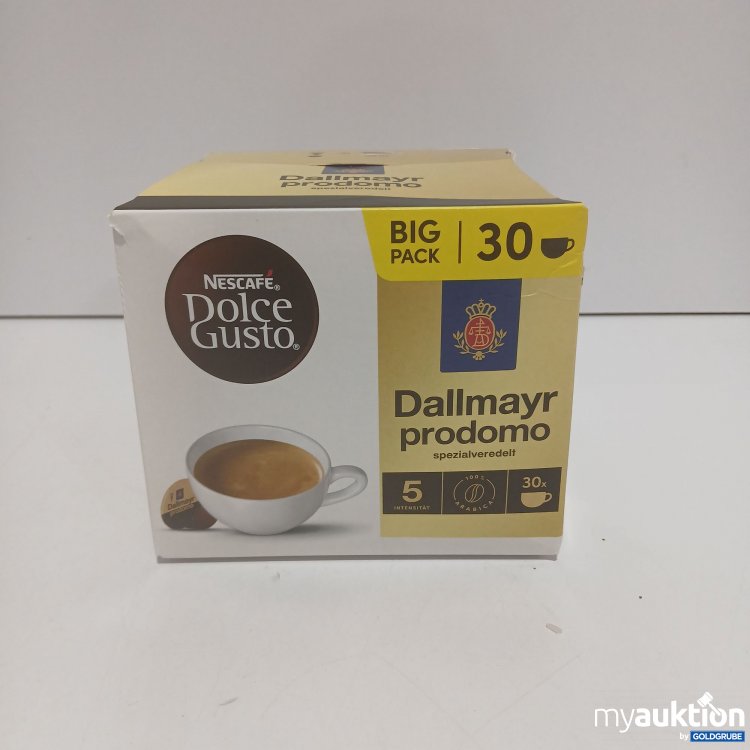 Dallmayr
prodomo
spezialveredelt
BIG
PACK
30
NESCAFÉ®
Dolce
Gusto®
Dallmayr
prodomo
spezialveredelt
5
INTENSITÄT
100%
ARABICA
30x
Dallmayr
prodomo
myauktion
by GOLDGRUBE